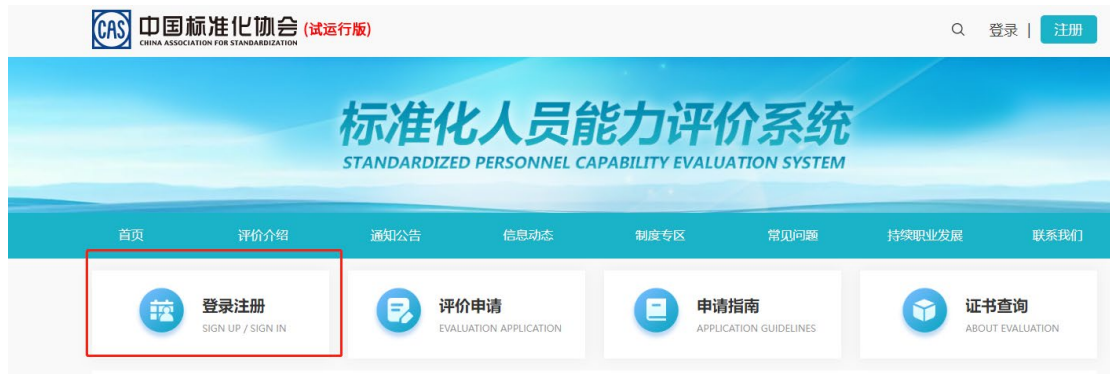 CAS 中国标准化协会 (试运行版)
CHINA ASSOCIATION FOR STANDARDIZATION
登录 | 注册
标准化人员能力评价系统
STANDARDIZED PERSONNEL CAPABILITY EVALUATION SYSTEM
首页 评价介绍 通知公告 信息动态 制度专区 常见问题 持续职业发展 联系我们
登录注册
SIGN UP / SIGN IN
评价申请
EVALUATION APPLICATION
申请指南
APPLICATION GUIDELINES
证书查询
ABOUT EVALUATION